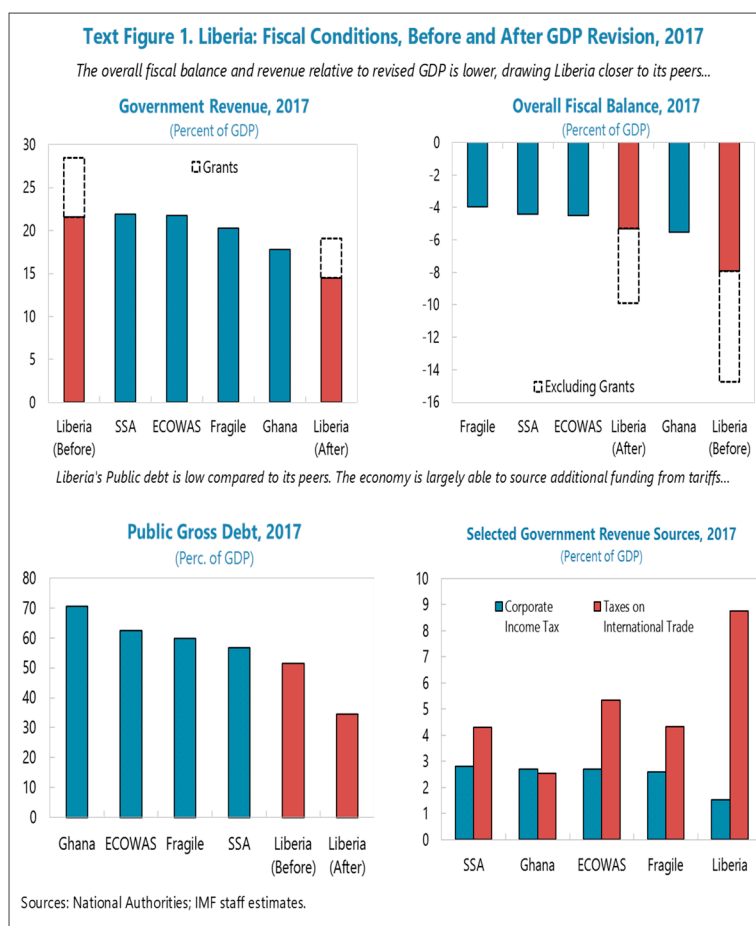 Text Figure 1. Liberia: Fiscal Conditions, Before and After GDP Revision, 2017
The overall fiscal balance and revenue relative to revised GDP is lower, drawing Liberia closer to its peers...
Government Revenue, 2017
(Percent of GDP)
30
25
20
15
10
5
0
Grants
Liberia (Before)
SSA
ECOWAS
Fragile
Ghana
Liberia (After)
Overall Fiscal Balance, 2017
(Percent of GDP)
0
-2
-4
-6
-8
-10
-12
-14
-16
Excluding Grants
Fragile
SSA
ECOWAS
Liberia (After)
Ghana
Liberia (Before)
Liberia's Public debt is low compared to its peers. The economy is largely able to source additional funding from tariffs...
Public Gross Debt, 2017
(Perc. of GDP)
80
70
60
50
40
30
20
10
0
Ghana
ECOWAS
Fragile
SSA
Liberia (Before)
Liberia (After)
Selected Government Revenue Sources, 2017
(Percent of GDP)
10
9
8
7
6
5
4
3
2
1
0
Corporate Income Tax
Taxes on International Trade
SSA
Ghana
ECOWAS
Fragile
Liberia
Sources: National Authorities; IMF staff estimates.